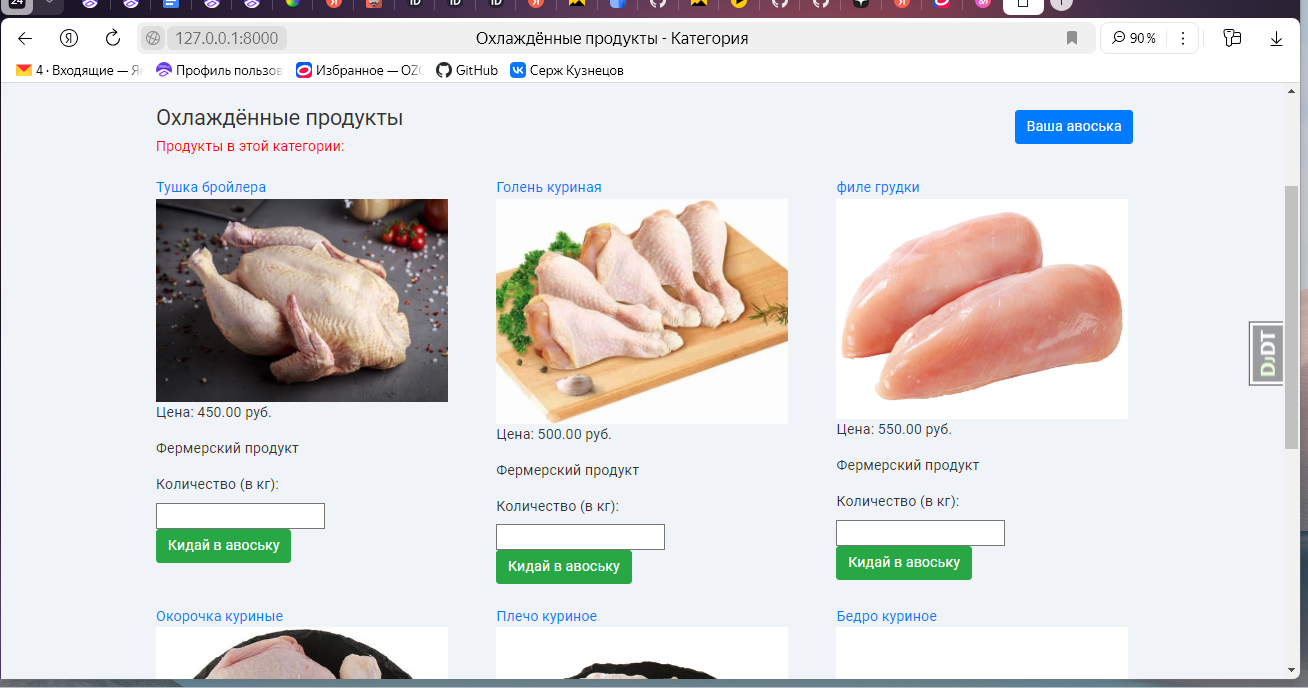 24
127.0.0.1:8000
Охлаждённые продукты - Категория
90 %
4 · Входящие — Ян
Профиль пользов
Избранное — OZO
GitHub
Серж Кузнецов
Охлаждённые продукты
Ваша авоська
Продукты в этой категории:
Тушка бройлера
Голень куриная
филе грудки
DJDT
Цена: 450.00 руб.
Цена: 500.00 руб.
Цена: 550.00 руб.
Фермерский продукт
Фермерский продукт
Фермерский продукт
Количество (в кг):
Количество (в кг):
Количество (в кг):
Кидай в авоську
Кидай в авоську
Кидай в авоську
Окорочка куриные
Плечо куриное
Бедро куриное